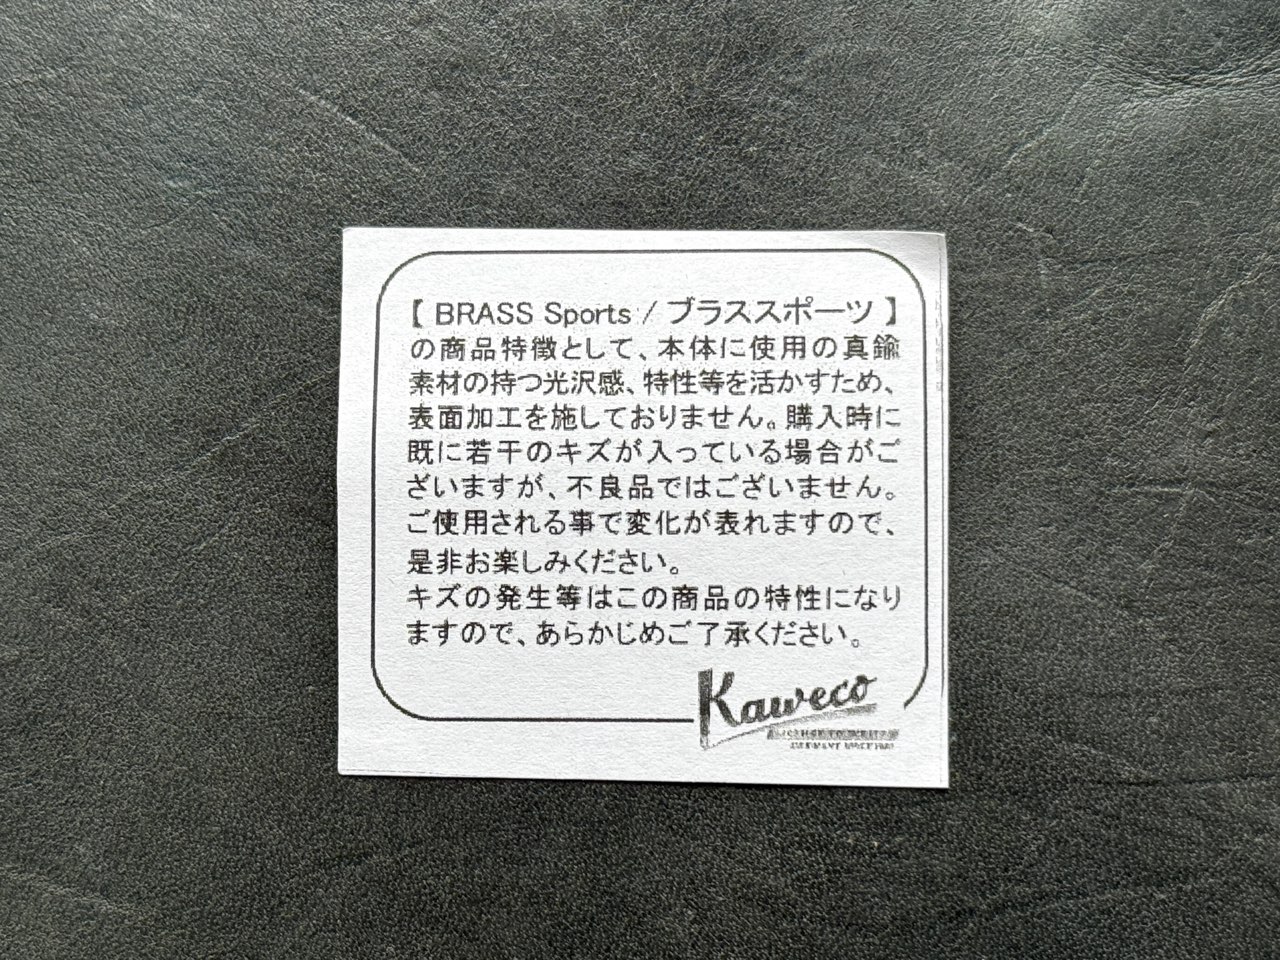 【 BRASS Sports / ブラススポーツ 】
の商品特徴として、本体に使用の真鍮
素材の持つ光沢感、特性等を活かすため、
表面加工を施しておりません。購入時に
既に若干のキズが入っている場合がご
ざいますが、不良品ではございません。
ご使用される事で変化が表れますので、
是非お楽しみください。
キズの発生等はこの商品の特性になり
ますので、あらかじめご了承ください。
Kaweco
GERMANY SINCE